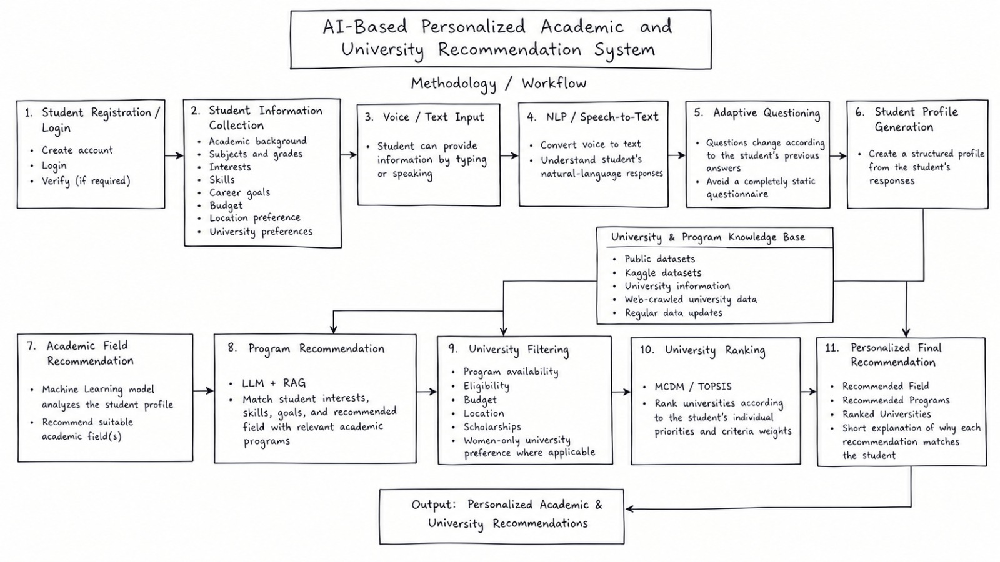 AI-Based Personalized Academic and
University Recommendation System
Methodology / Workflow
1. Student Registration /
Login
• Create account
• Login
• Verify (if required)
2. Student Information
Collection
• Academic background
• Subjects and grades
• Interests
• Skills
• Career goals
• Budget
• Location preference
• University preferences
3. Voice / Text Input
• Student can provide
information by typing
or speaking
4. NLP / Speech-to-Text
• Convert voice to text
• Understand student's
natural-language responses
5. Adaptive Questioning
• Questions change according
to the student's previous
answers
• Avoid a completely static
questionnaire
6. Student Profile
Generation
• Create a structured profile
from the student's
responses
University & Program Knowledge Base
• Public datasets
• Kaggle datasets
• University information
• Web-crawled university data
• Regular data updates
7. Academic Field
Recommendation
• Machine Learning model
analyzes the student profile
• Recommend suitable
academic field(s)
8. Program Recommendation
• LLM + RAG
• Match student interests,
skills, goals, and recommended
field with relevant academic
programs
9. University Filtering
• Program availability
• Eligibility
• Budget
• Location
• Scholarships
• Women-only university
preference where applicable
10. University Ranking
• MCDM / TOPSIS
• Rank universities according
to the student's individual
priorities and criteria weights
11. Personalized Final
Recommendation
• Recommended Field
• Recommended Programs
• Ranked Universities
• Short explanation of why each
recommendation matches
the student
Output: Personalized Academic &
University Recommendations